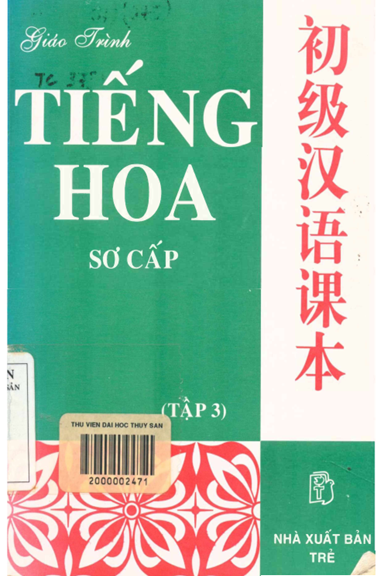 Giáo Trình
TIẾNG
HOA
SƠ CẤP
(TẬP 3)
初级汉语课本
THU VIEN DAI HOC THUY SAN
2000002471
NHÀ XUẤT BẢN
TRẺ